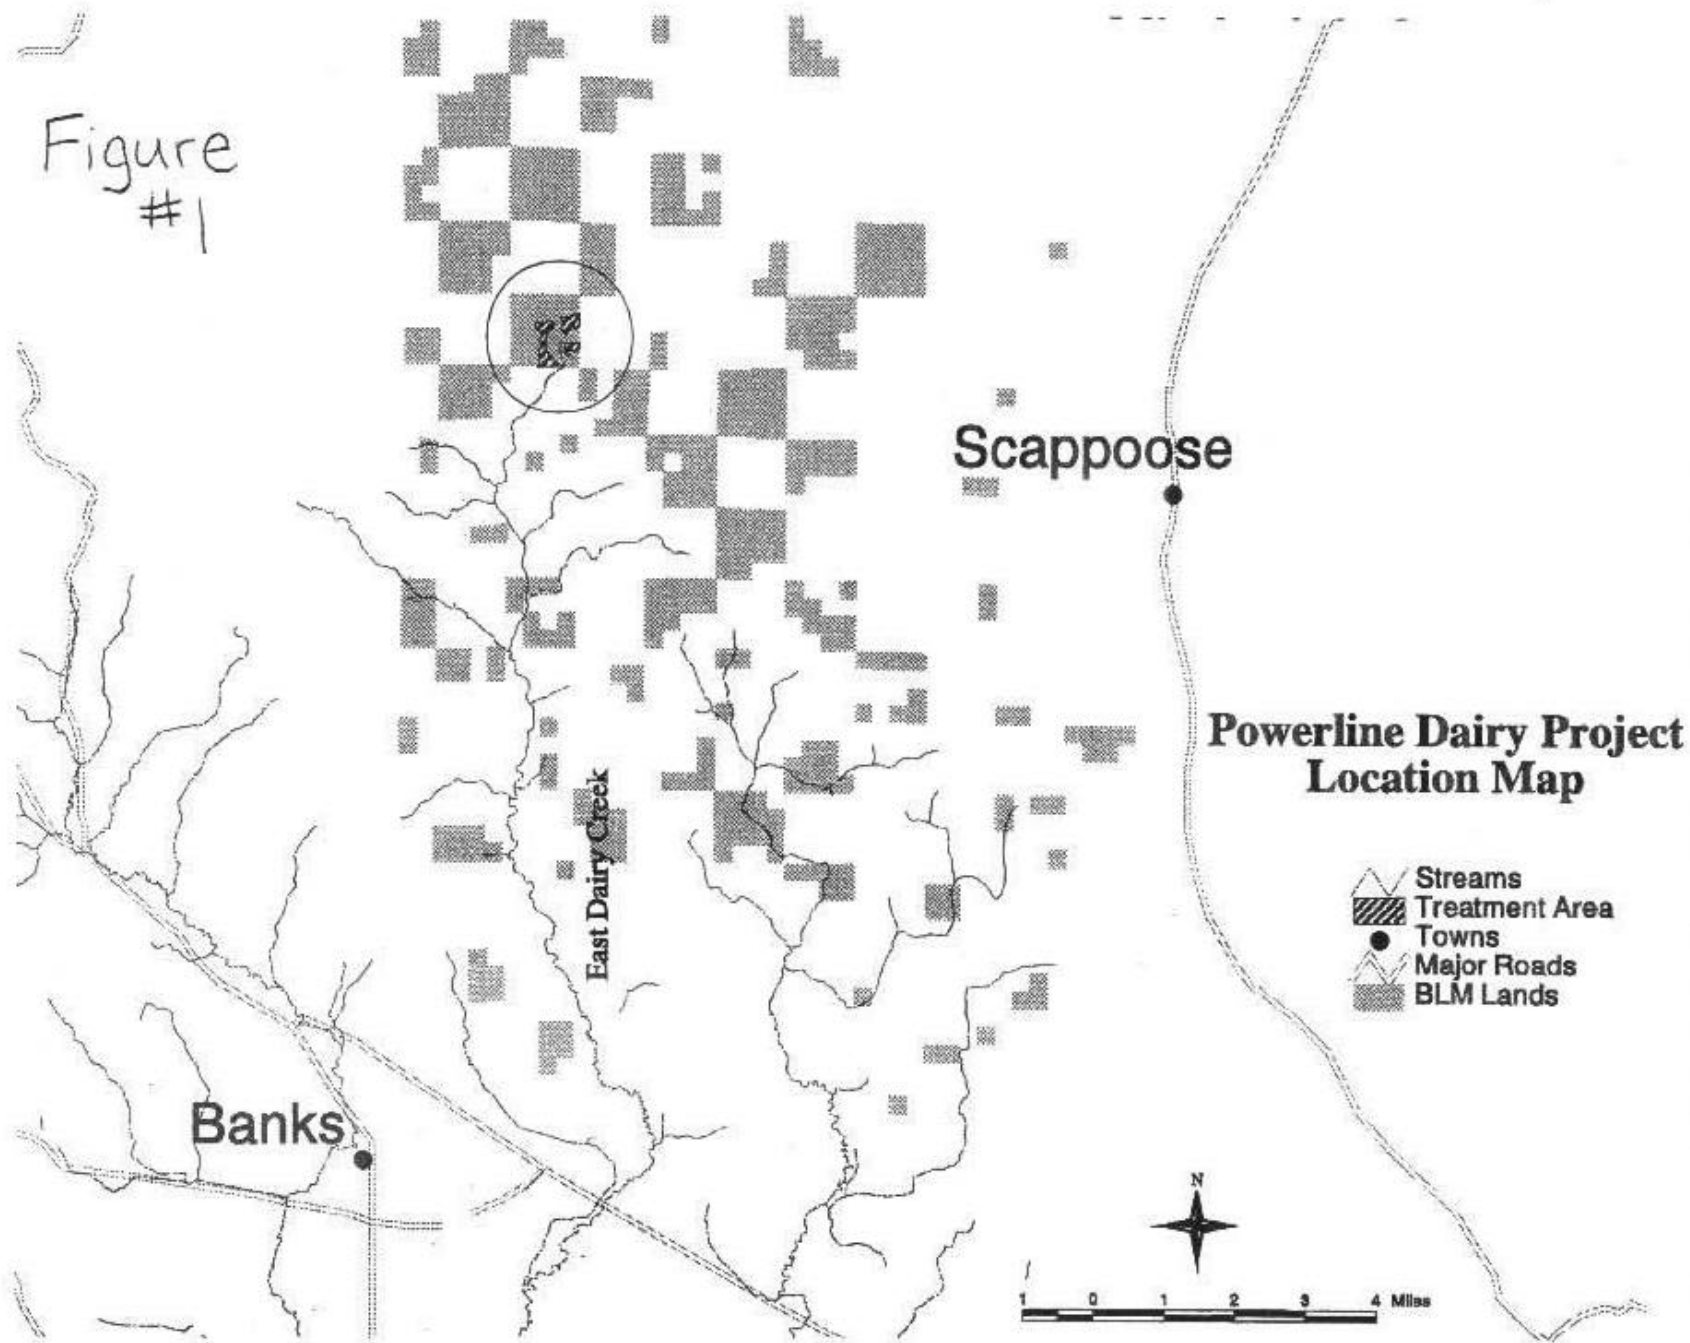 Figure
#1
Scappoose
Powerline Dairy Project
Location Map
East Dairy Creek
Streams
Treatment Area
Towns
Major Roads
BLM Lands
Banks
N
1 0 1 2 3 4 Miles